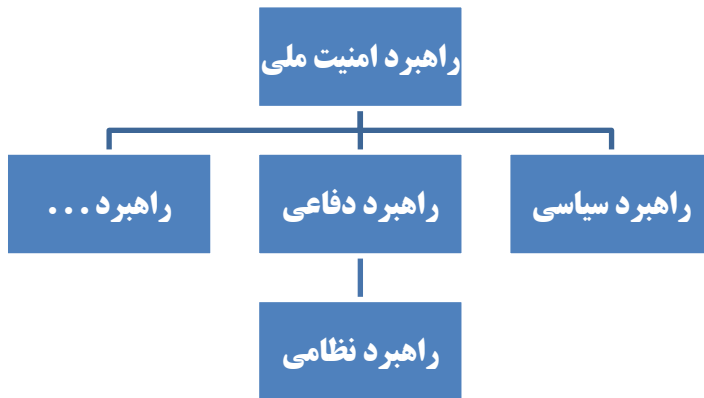 راهبرد امنیت ملی
راهبرد سیاسی
راهبرد دفاعی
راهبرد ...
راهبرد نظامی